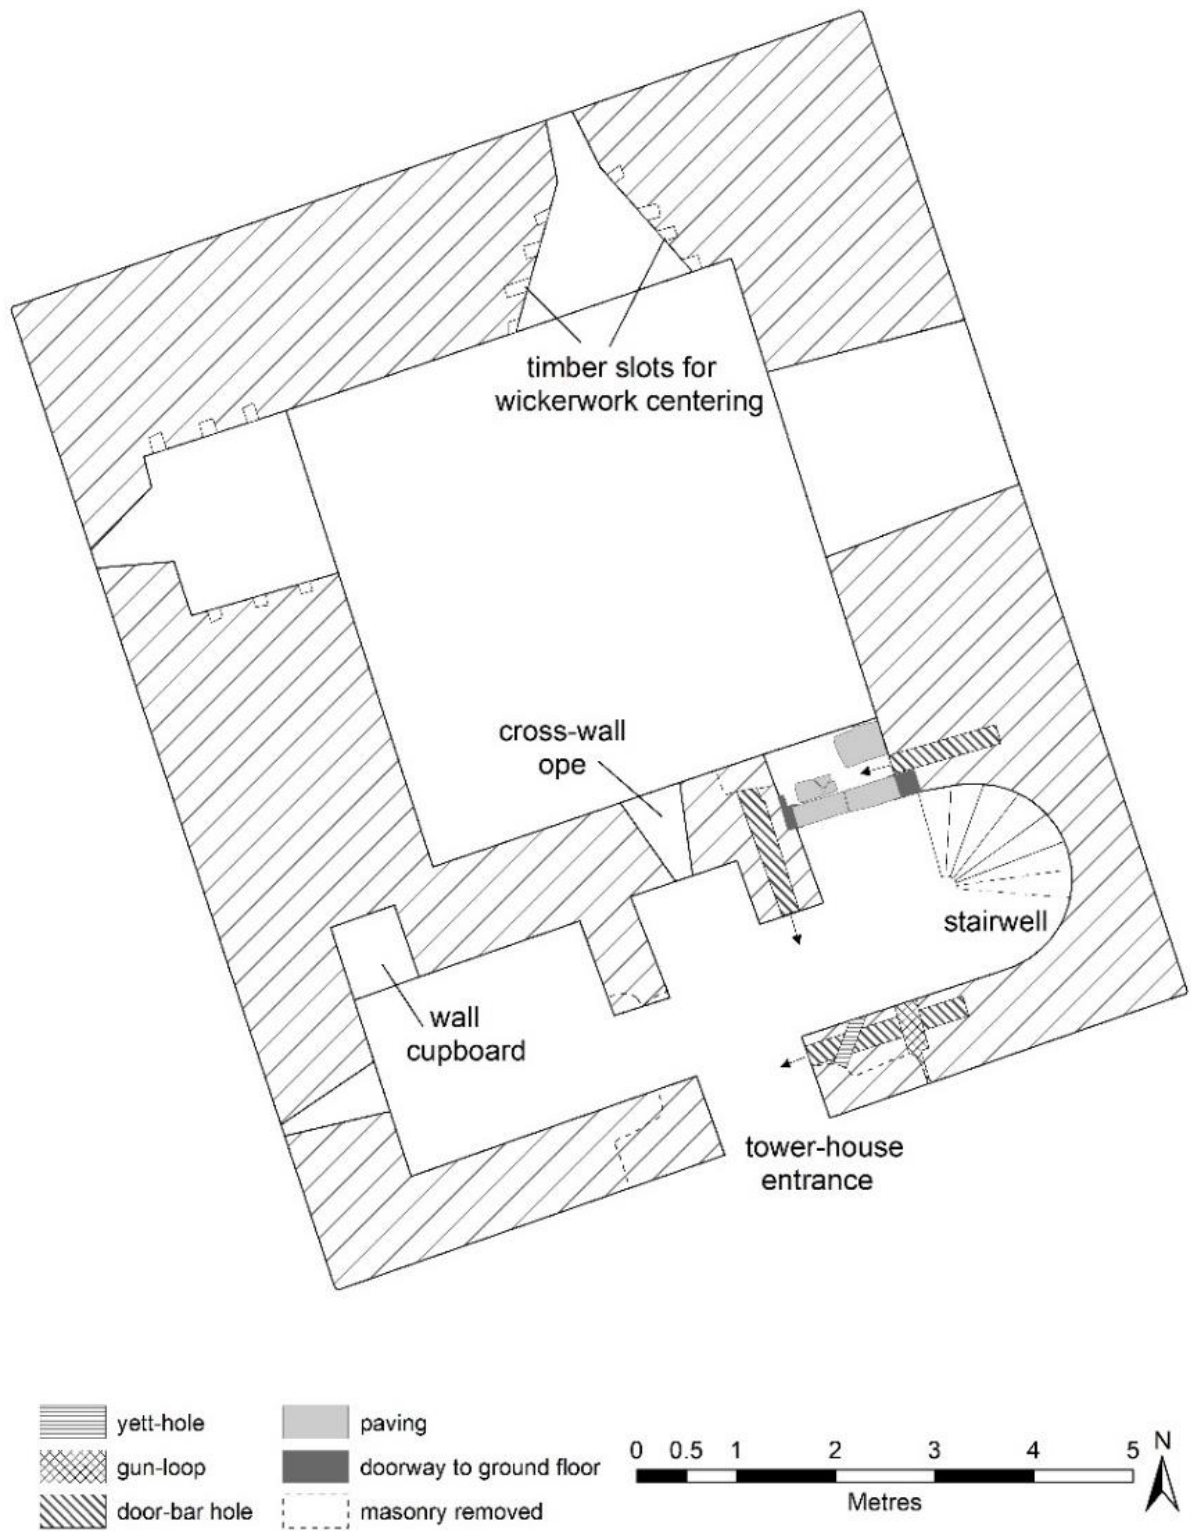 timber slots for
wickerwork centering
cross-wall
ope
stairwell
wall
cupboard
tower-house
entrance
yett-hole
gun-loop
door-bar hole
paving
doorway to ground floor
masonry removed
0 0.5 1 2 3 4 5
Metres
N